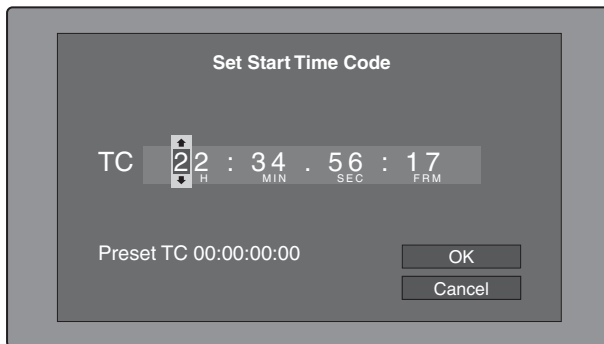 Set Start Time Code
TC 22 : 34 . 56 : 17
H MIN SEC FRM
Preset TC 00:00:00:00
OK
Cancel